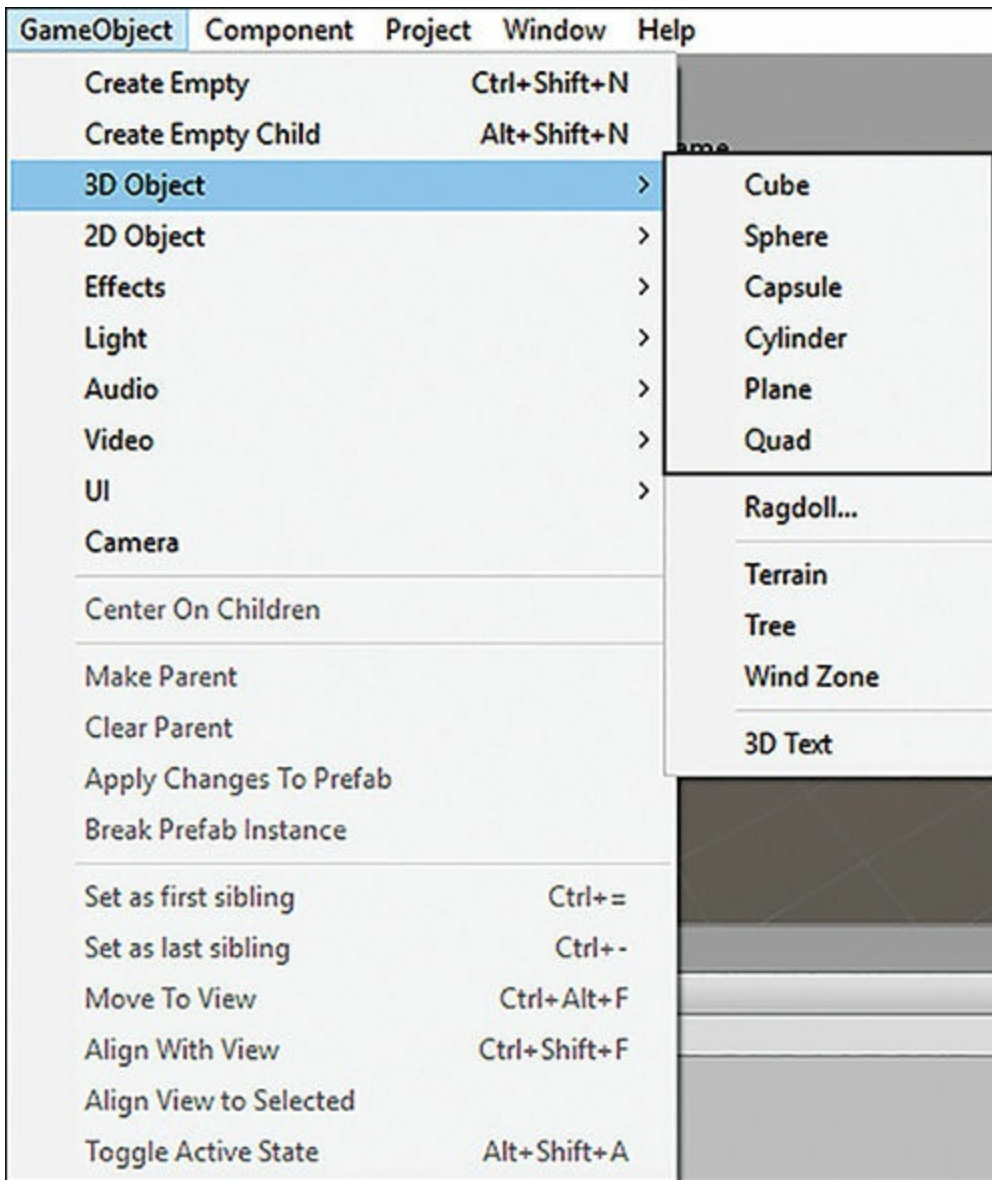 GameObject Component Project Window Help
Create Empty Ctrl+Shift+N
Create Empty Child Alt+Shift+N
3D Object >
2D Object >
Effects >
Light >
Audio >
Video >
UI >
Camera
Center On Children
Make Parent
Clear Parent
Apply Changes To Prefab
Break Prefab Instance
Set as first sibling Ctrl+=
Set as last sibling Ctrl+-
Move To View Ctrl+Alt+F
Align With View Ctrl+Shift+F
Align View to Selected
Toggle Active State Alt+Shift+A
Cube
Sphere
Capsule
Cylinder
Plane
Quad
Ragdoll...
Terrain
Tree
Wind Zone
3D Text